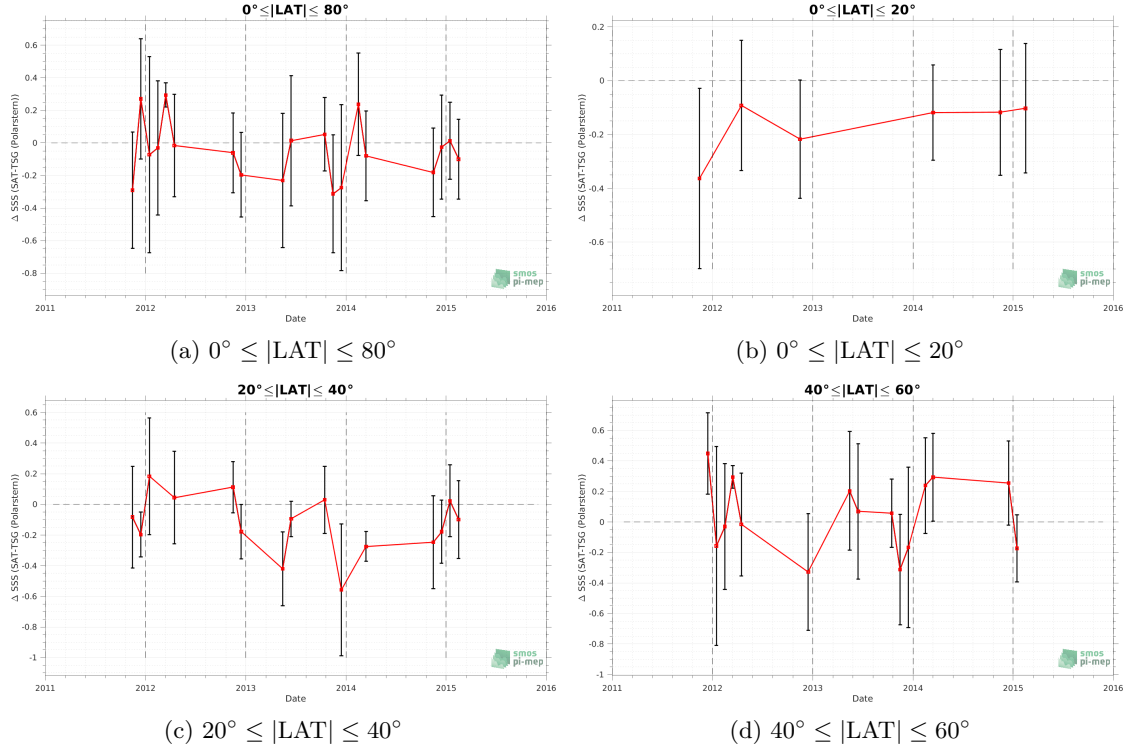 0°≤|LAT|≤ 80°
Δ SSS (SAT-TSG (Polarstern))
0.6
0.4
0.2
0
-0.2
-0.4
-0.6
-0.8
2011 2012 2013 2014 2015 2016
Date
smos
pi-mep
(a) 0° ≤ |LAT| ≤ 80°
0°≤|LAT|≤ 20°
Δ SSS (SAT-TSG (Polarstern))
0.2
0
-0.2
-0.4
-0.6
2011 2012 2013 2014 2015 2016
Date
smos
pi-mep
(b) 0° ≤ |LAT| ≤ 20°
20°≤|LAT|≤ 40°
Δ SSS (SAT-TSG (Polarstern))
0.6
0.4
0.2
0
-0.2
-0.4
-0.6
-0.8
-1
2011 2012 2013 2014 2015 2016
Date
smos
pi-mep
(c) 20° ≤ |LAT| ≤ 40°
40°≤|LAT|≤ 60°
Δ SSS (SAT-TSG (Polarstern))
0.8
0.6
0.4
0.2
0
-0.2
-0.4
-0.6
-0.8
-1
2011 2012 2013 2014 2015 2016
Date
smos
pi-mep
(d) 40° ≤ |LAT| ≤ 60°